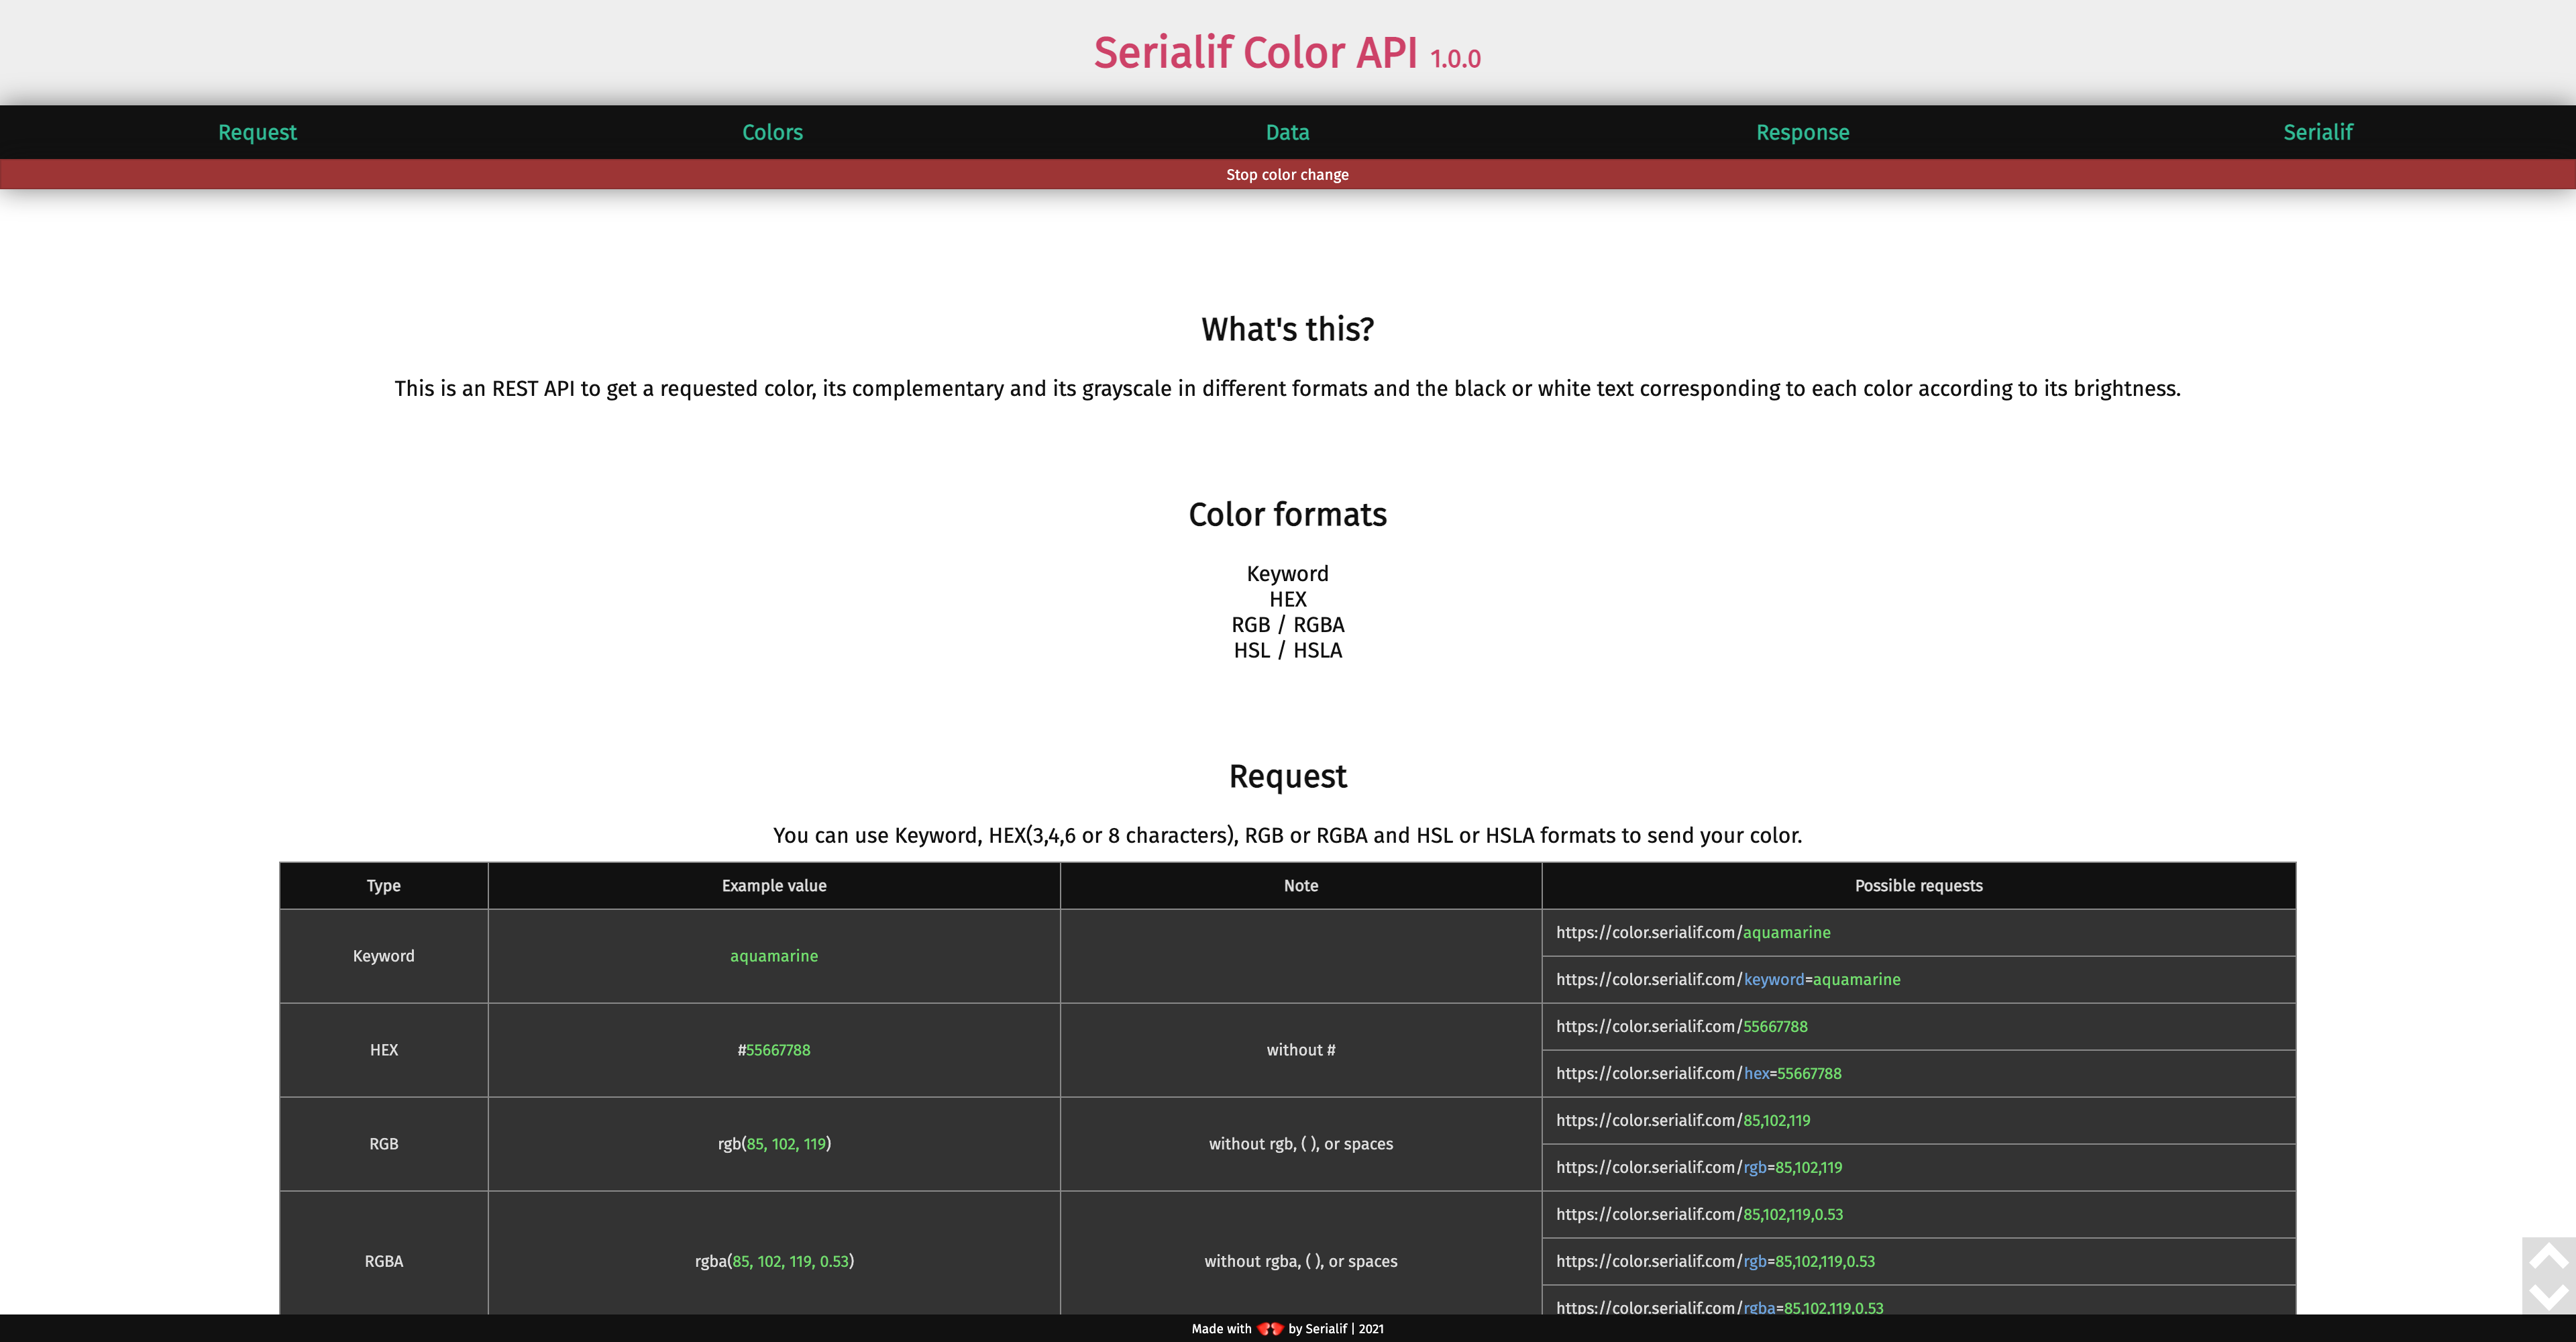 Serialif Color API 1.0.0
Request Colors Data Response Serialif
Stop color change
What's this?
This is an REST API to get a requested color, its complementary and its grayscale in different formats and the black or white text corresponding to each color according to its brightness.
Color formats
Keyword
HEX
RGB / RGBA
HSL / HSLA
Request
You can use Keyword, HEX(3,4,6 or 8 characters), RGB or RGBA and HSL or HSLA formats to send your color.
Type Example value Note Possible requests
Keyword aquamarine
https://color.serialif.com/aquamarine
https://color.serialif.com/keyword=aquamarine
HEX #55667788 without #
https://color.serialif.com/55667788
https://color.serialif.com/hex=55667788
RGB rgb(85, 102, 119) without rgb, ( ), or spaces
https://color.serialif.com/85,102,119
https://color.serialif.com/rgb=85,102,119
RGBA rgba(85, 102, 119, 0.53) without rgba, ( ), or spaces
https://color.serialif.com/85,102,119,0.53
https://color.serialif.com/rgb=85,102,119,0.53
https://color.serialif.com/rgba=85,102,119,0.53
Made with by Serialif | 2021